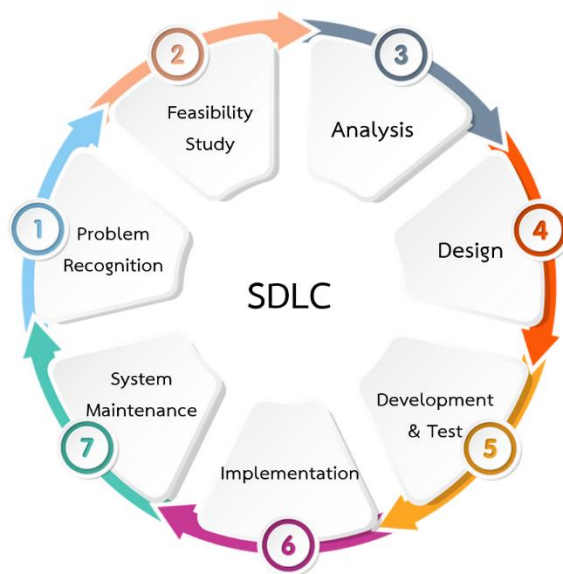 1
Problem
Recognition
2
Feasibility
Study
3
Analysis
4
Design
5
Development
& Test
6
Implementation
7
System
Maintenance
SDLC